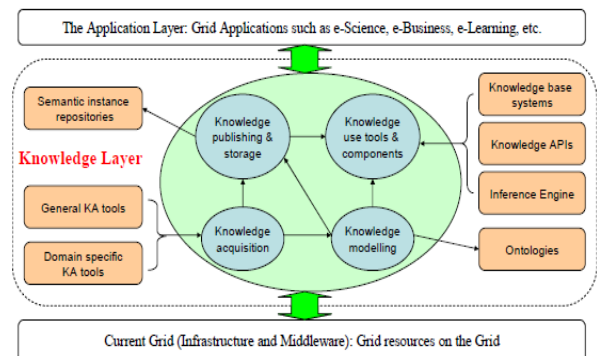 The Application Layer: Grid Applications such as e-Science, e-Business, e-Learning, etc.
Semantic instance
repositories
Knowledge
publishing &
storage
Knowledge
use tools &
components
Knowledge base
systems
Knowledge APIs
Inference Engine
Knowledge Layer
General KA tools
Domain specific
KA tools
Knowledge
acquisition
Knowledge
modelling
Ontologies
Current Grid (Infrastructure and Middleware): Grid resources on the Grid